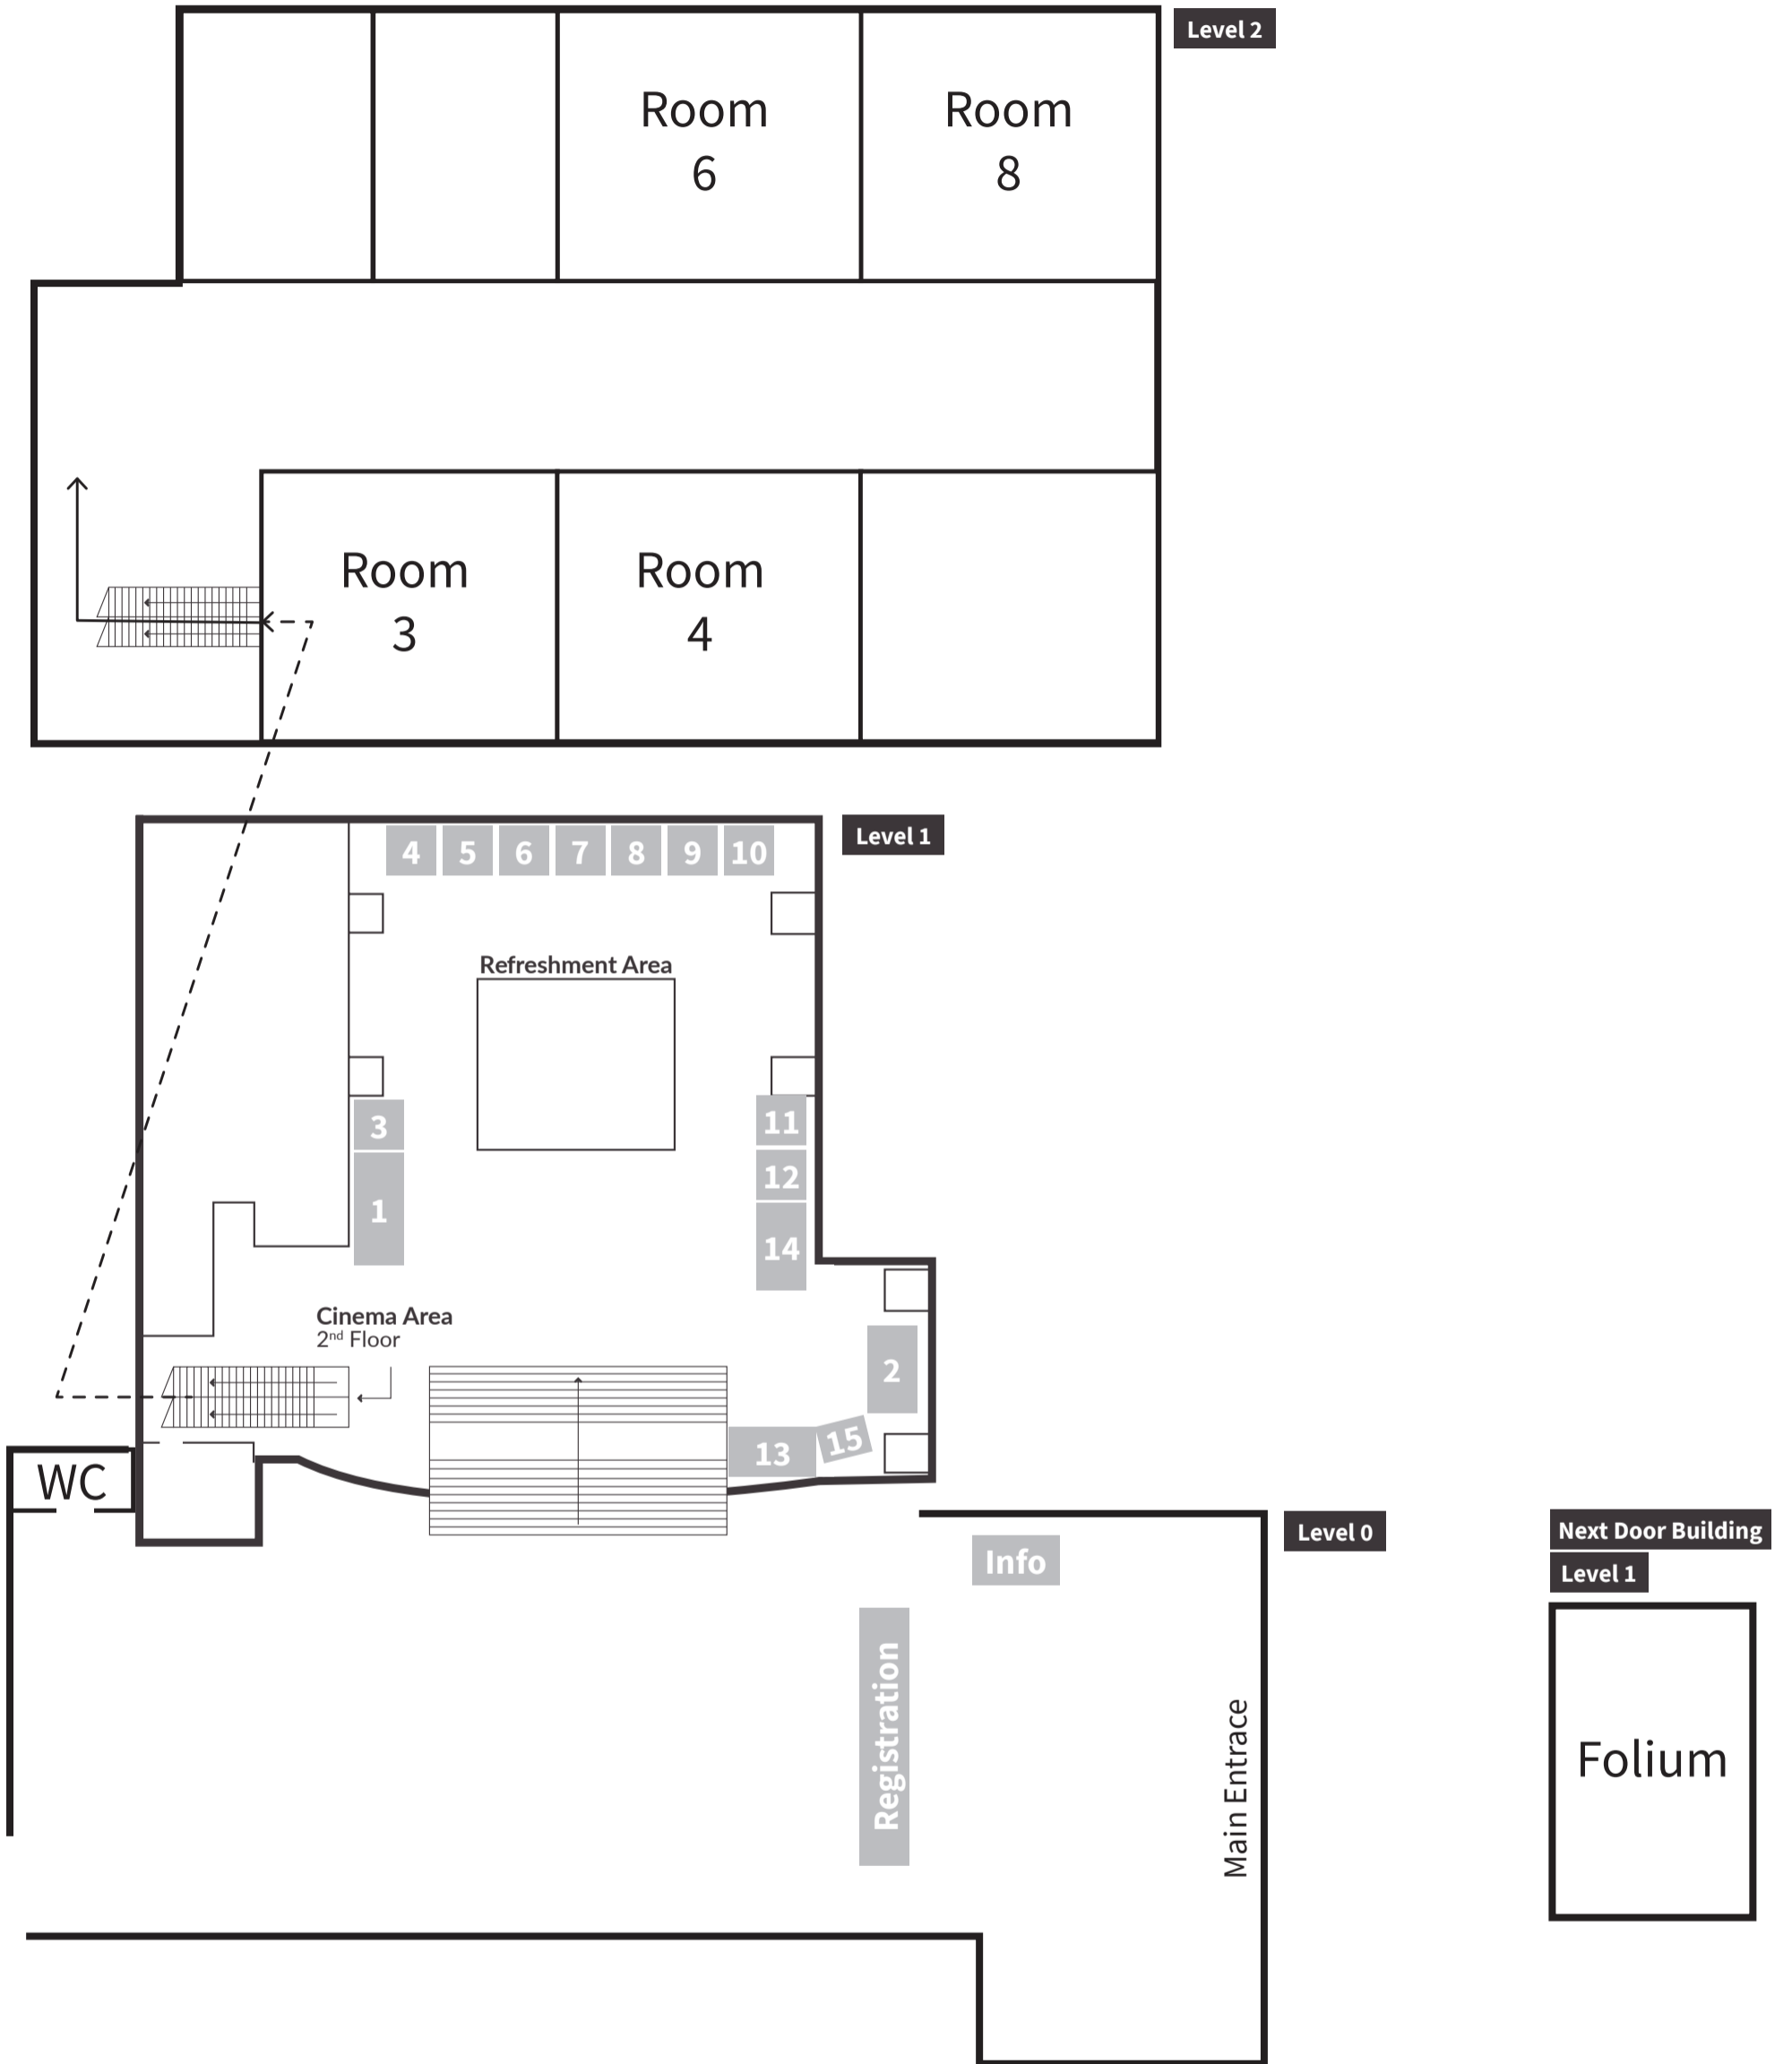 Level 2
Room
6
Room
8
Room
3
Room
4
Level 1
4
5
6
7
8
9
10
Refreshment Area
3
1
11
12
14
Cinema Area
2nd Floor
2
13
15
WC
Level 0
Info
Registration
Main Entrace
Next Door Building
Level 1
Folium